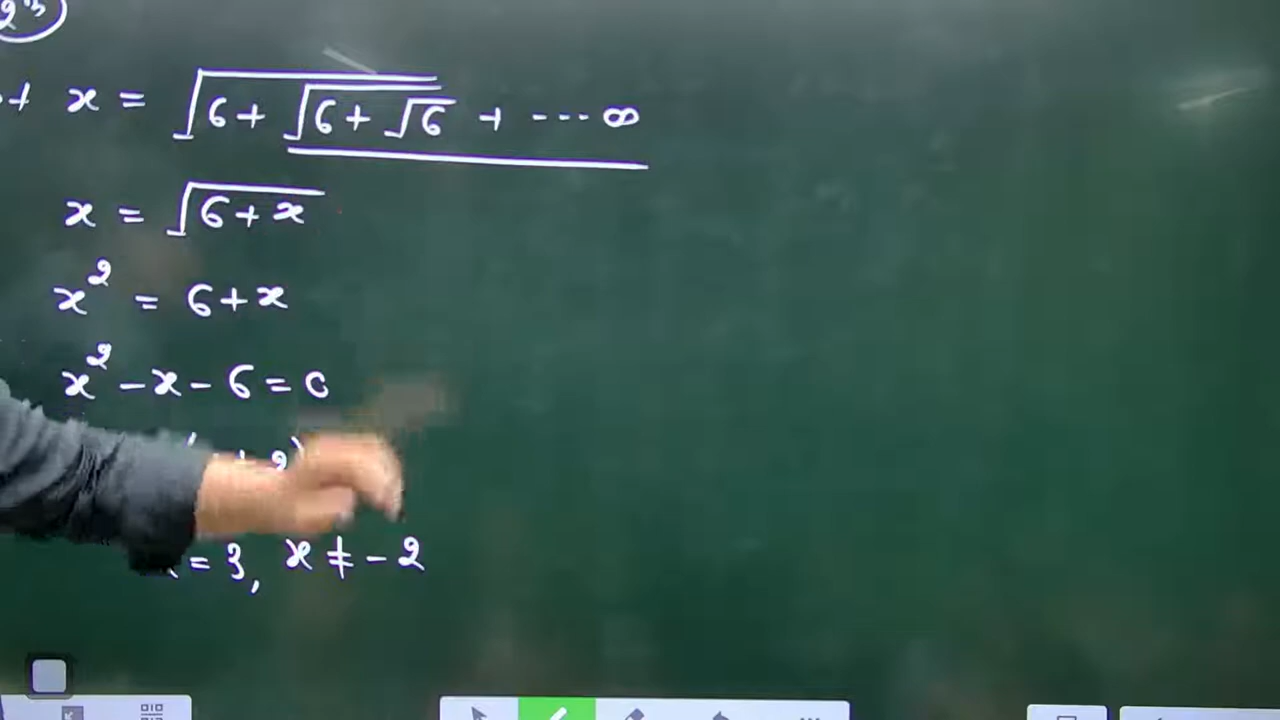 x = √(6 + √(6 + √6 + ---- ∞
x = √(6 + x)
x² = 6 + x
x² - x - 6 = 0
= 3, x ≠ - 2